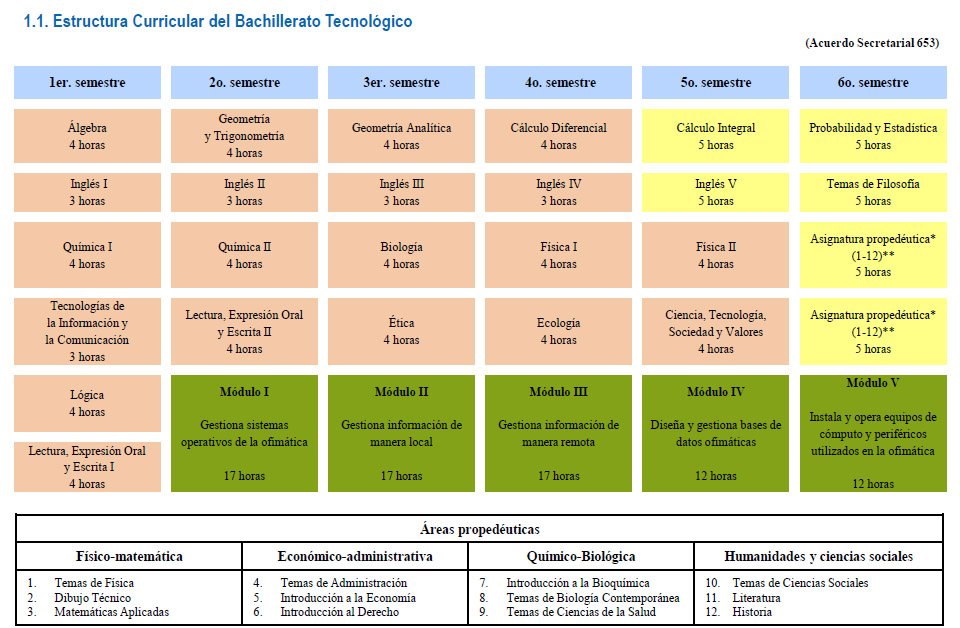 1.1. Estructura Curricular del Bachillerato Tecnológico
(Acuerdo Secretarial 653)
1er. semestre
2o. semestre
3er. semestre
4o. semestre
5o. semestre
6o. semestre
Álgebra
4 horas
Geometría
y Trigonometría
4 horas
Geometría Analítica
4 horas
Cálculo Diferencial
4 horas
Cálculo Integral
5 horas
Probabilidad y Estadística
5 horas
Inglés I
3 horas
Inglés II
3 horas
Inglés III
3 horas
Inglés IV
3 horas
Inglés V
5 horas
Temas de Filosofía
5 horas
Química I
4 horas
Química II
4 horas
Biología
4 horas
Física I
4 horas
Física II
4 horas
Asignatura propedéutica*
(1-12)**
5 horas
Tecnologías de
la Información y
la Comunicación
3 horas
Lectura, Expresión Oral
y Escrita II
4 horas
Ética
4 horas
Ecología
4 horas
Ciencia, Tecnología,
Sociedad y Valores
4 horas
Asignatura propedéutica*
(1-12)**
5 horas
Lógica
4 horas
Lectura, Expresión Oral
y Escrita I
4 horas
Módulo I
Gestiona sistemas
operativos de la ofimática
17 horas
Módulo II
Gestiona información de
manera local
17 horas
Módulo III
Gestiona información de
manera remota
17 horas
Módulo IV
Diseña y gestiona bases de
datos ofimáticas
12 horas
Módulo V
Instala y opera equipos de
cómputo y periféricos
utilizados en la ofimática
12 horas
Áreas propedéuticas
Físico-matemática
1. Temas de Física
2. Dibujo Técnico
3. Matemáticas Aplicadas
Económico-administrativa
4. Temas de Administración
5. Introducción a la Economía
6. Introducción al Derecho
Químico-Biológica
7. Introducción a la Bioquímica
8. Temas de Biología Contemporánea
9. Temas de Ciencias de la Salud
Humanidades y ciencias sociales
10. Temas de Ciencias Sociales
11. Literatura
12. Historia